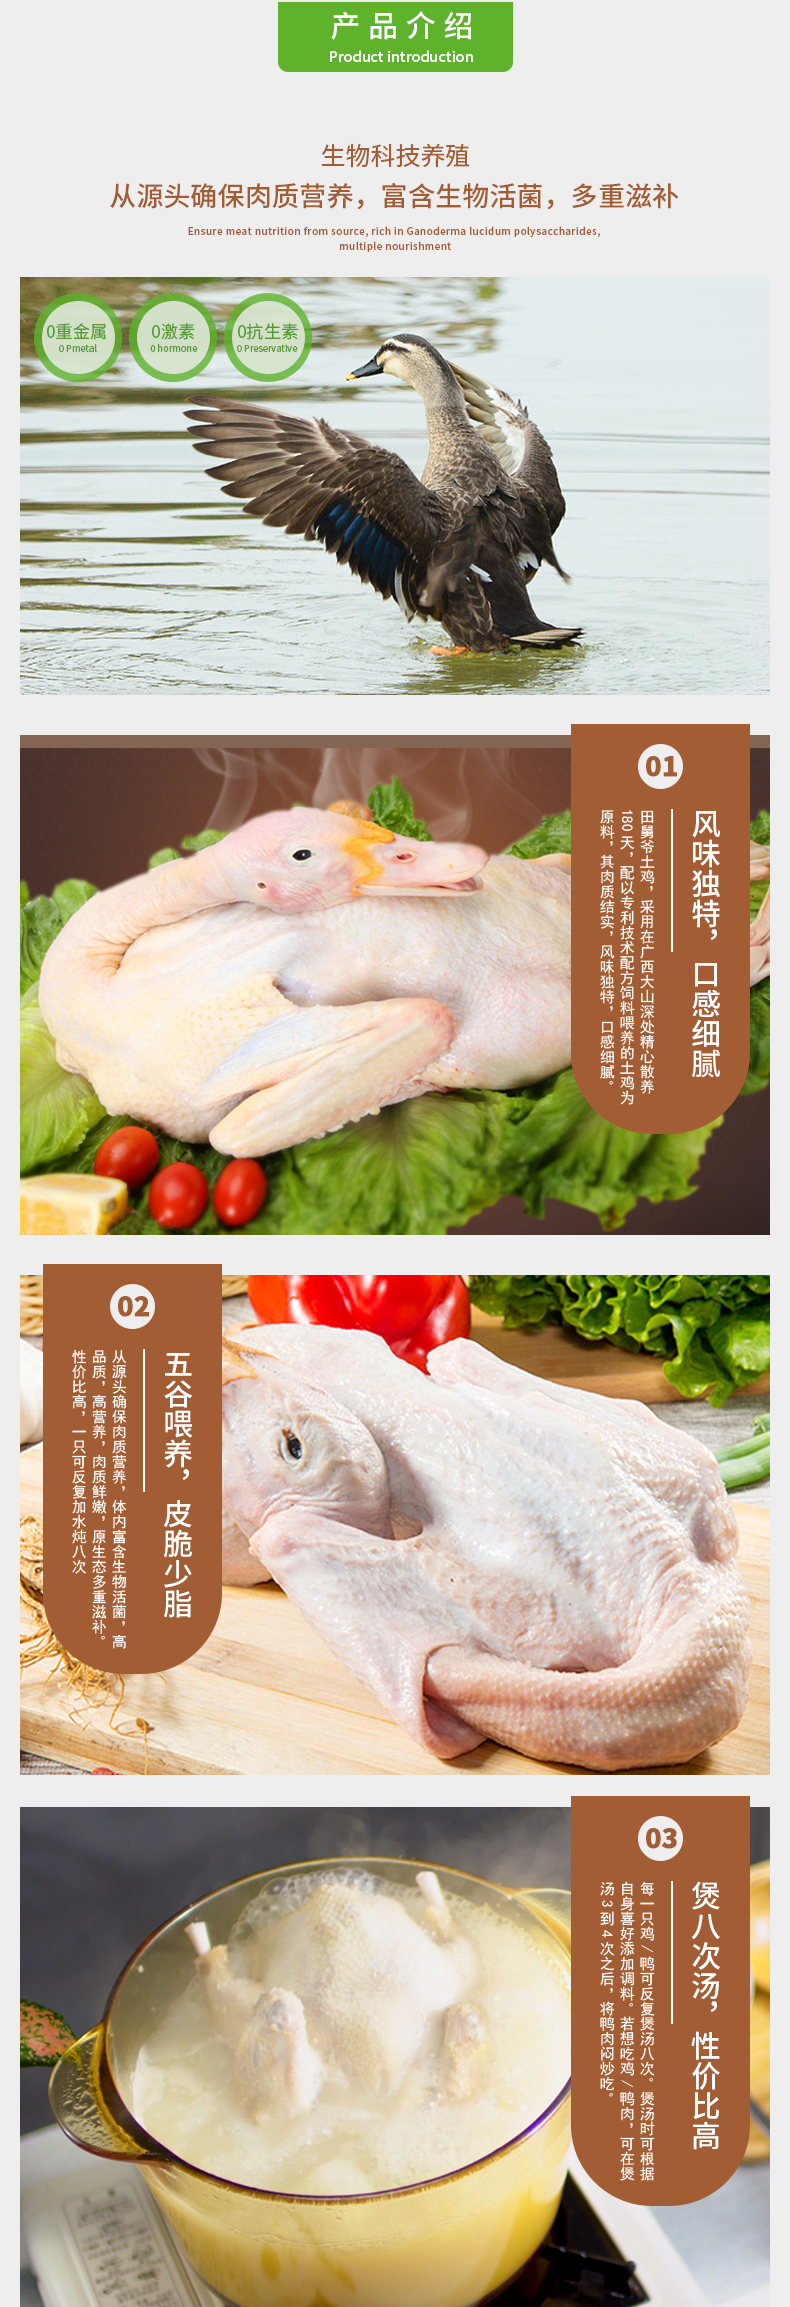 产品介绍
Product introduction
生物科技养殖
从源头确保肉质营养，富含生物活菌，多重滋补
Ensure meat nutrition from source, rich in Ganoderma lucidum polysaccharides,
multiple nourishment
0重金属
0 Pmetal
0激素
0 hormone
0抗生素
0 Preservative
01
风味独特，口感细腻
田舅爷土鸡，采用在广西大山深处精心散养
180天，配以专利技术配方饲料喂养的土鸡为
原料，其肉质结实，风味独特，口感细腻。
02
五谷喂养，皮脆少脂
从源头确保肉质营养，体内富含生物活菌，高
品质，高营养，肉质鲜嫩，原生态多重滋补。
性价比高，一只可反复加水炖八次
03
煲八次汤，性价比高
每一只鸡/鸭可反复煲汤八次。煲汤时可根据
自身喜好添加调料。若想吃鸡/鸭肉，可在煲
汤3到4次之后，将鸭肉焖炒吃。